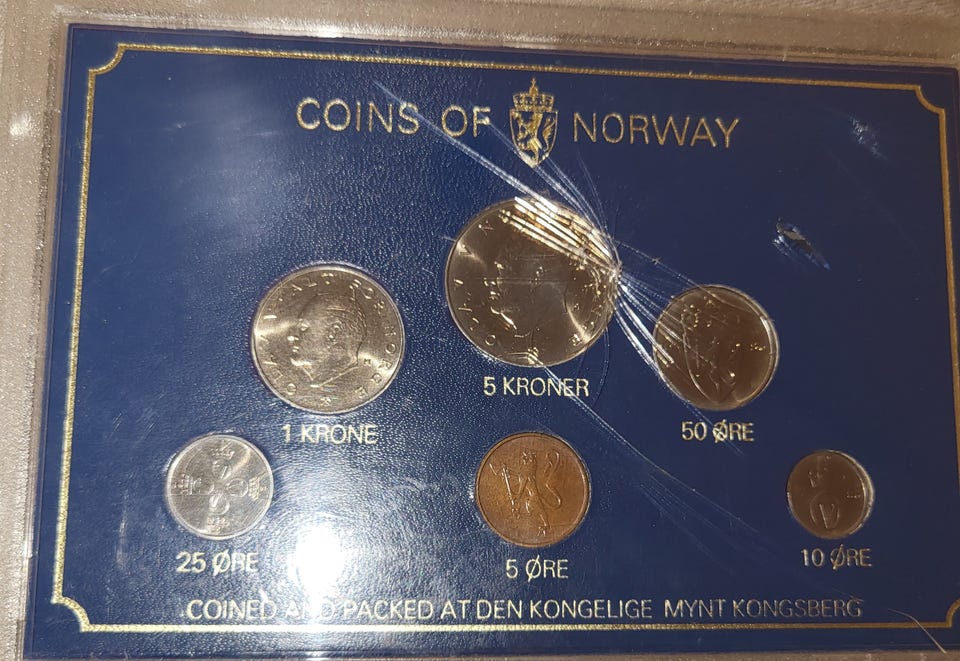 COINS OF NORWAY
5 KRONER
1 KRONE
50 ØRE
25 ØRE
5 ØRE
10 ØRE
COINED AND PACKED AT DEN KONGELIGE MYNT KONGSBERG